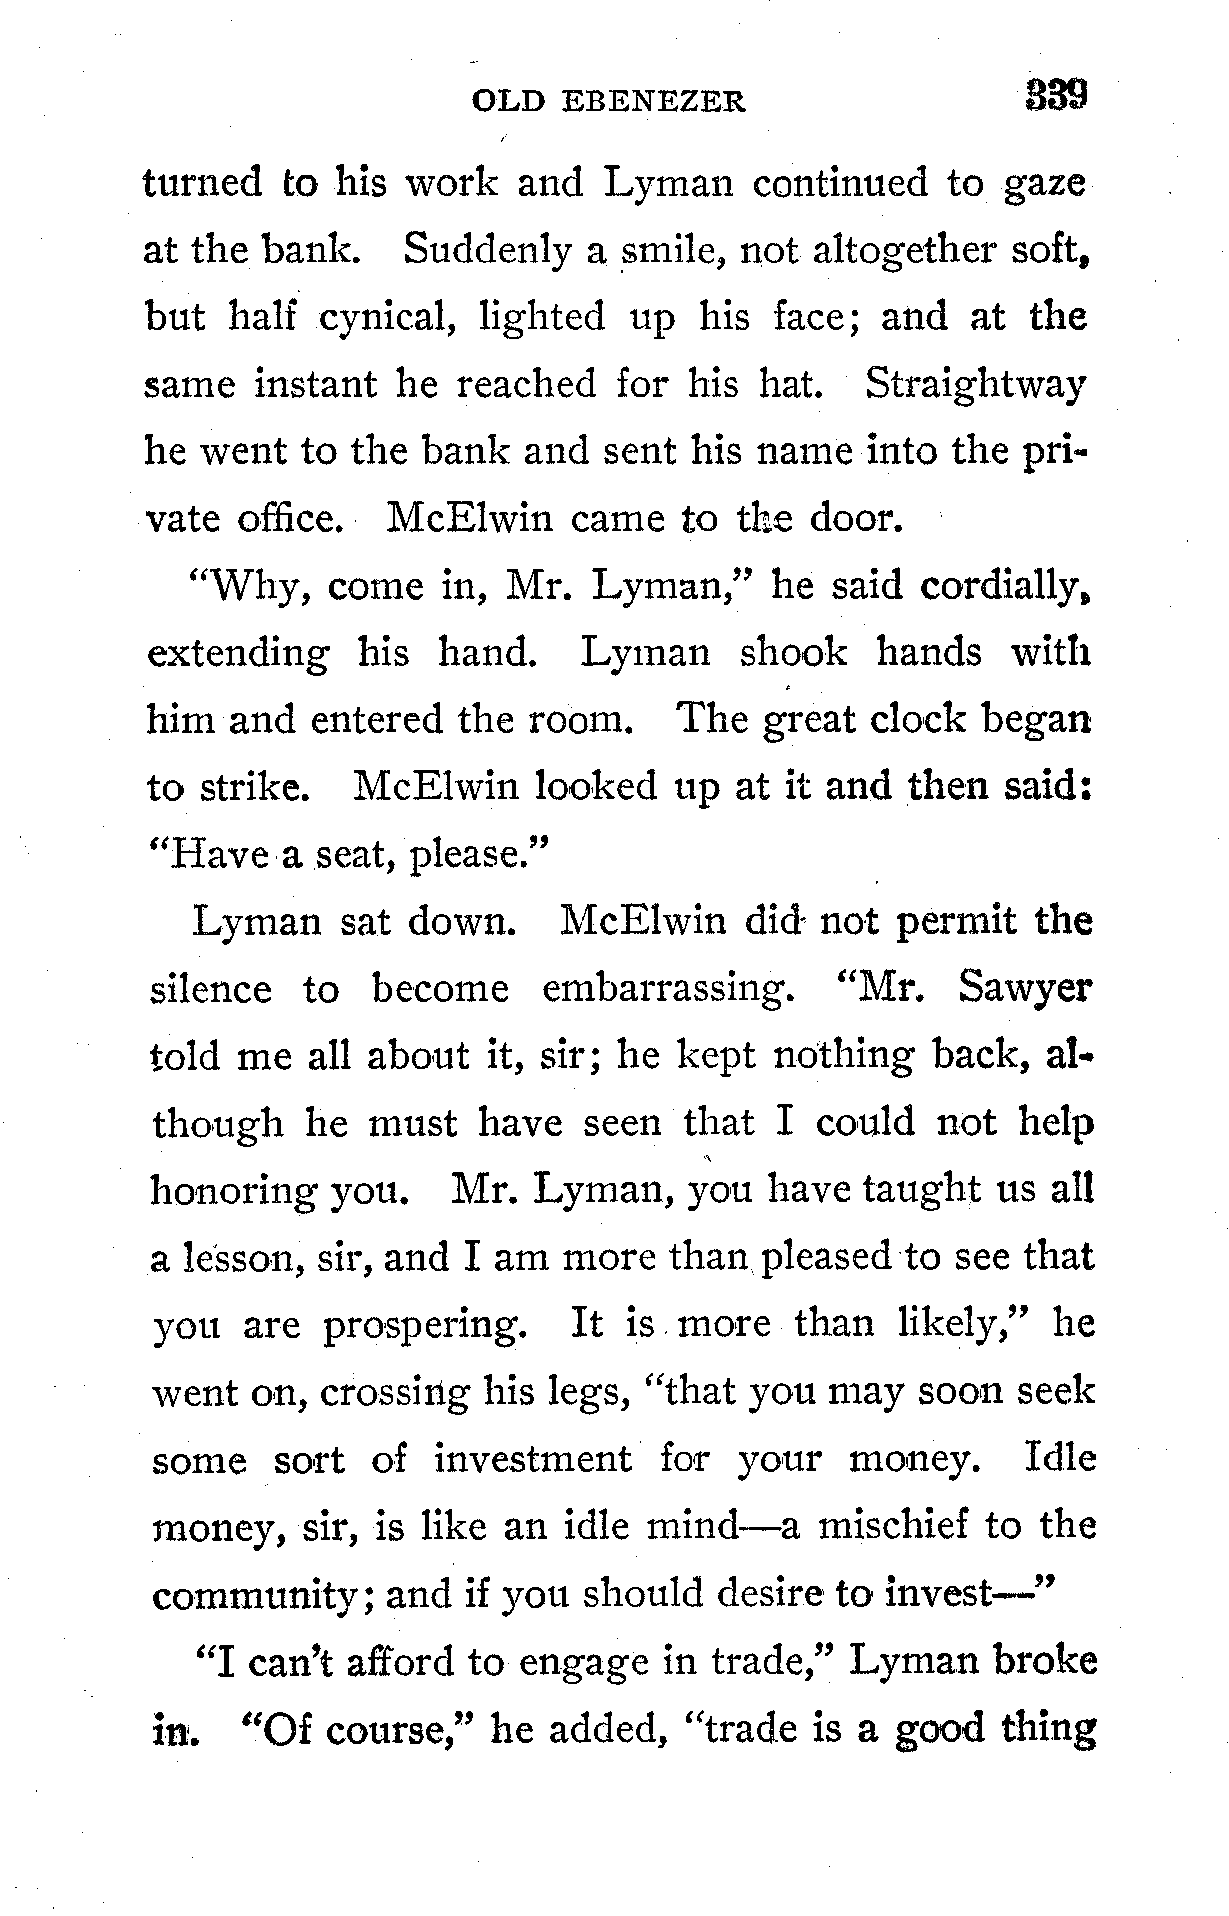 OLD EBENEZER 339
turned to his work and Lyman continued to gaze
at the bank. Suddenly a smile, not altogether soft,
but half cynical, lighted up his face; and at the
same instant he reached for his hat. Straightway
he went to the bank and sent his name into the pri-
vate office. McElwin came to the door.
“Why, come in, Mr. Lyman,” he said cordially,
extending his hand. Lyman shook hands with
him and entered the room. The great clock began
to strike. McElwin looked up at it and then said:
“Have a seat, please.”
Lyman sat down. McElwin did not permit the
silence to become embarrassing. “Mr. Sawyer
told me all about it, sir; he kept nothing back, al-
though he must have seen that I could not help
honoring you. Mr. Lyman, you have taught us all
a lesson, sir, and I am more than pleased to see that
you are prospering. It is more than likely,” he
went on, crossing his legs, “that you may soon seek
some sort of investment for your money. Idle
money, sir, is like an idle mind—a mischief to the
community; and if you should desire to invest—”
“I can’t afford to engage in trade,” Lyman broke
in. “Of course,” he added, “trade is a good thing